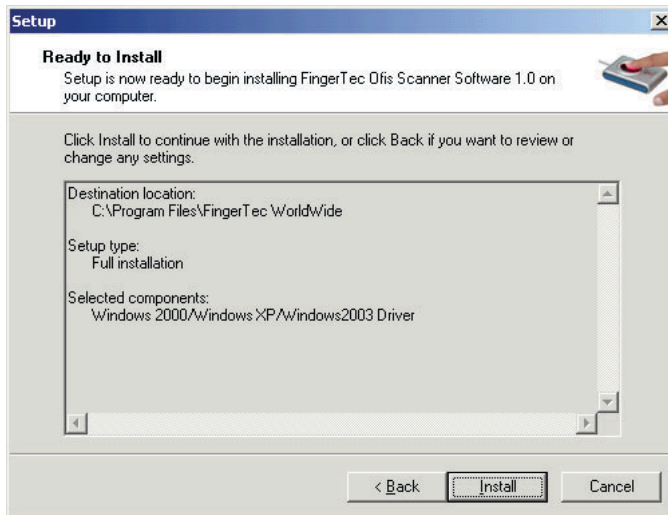 Setup
Ready to Install
Setup is now ready to begin installing FingerTec Ofis Scanner Software 1.0 on
your computer.
Click Install to continue with the installation, or click Back if you want to review or
change any settings.
Destination location:
C:\Program Files\FingerTec WorldWide
Setup type:
Full installation
Selected components:
Windows 2000/Windows XP/Windows2003 Driver
< Back
Install
Cancel